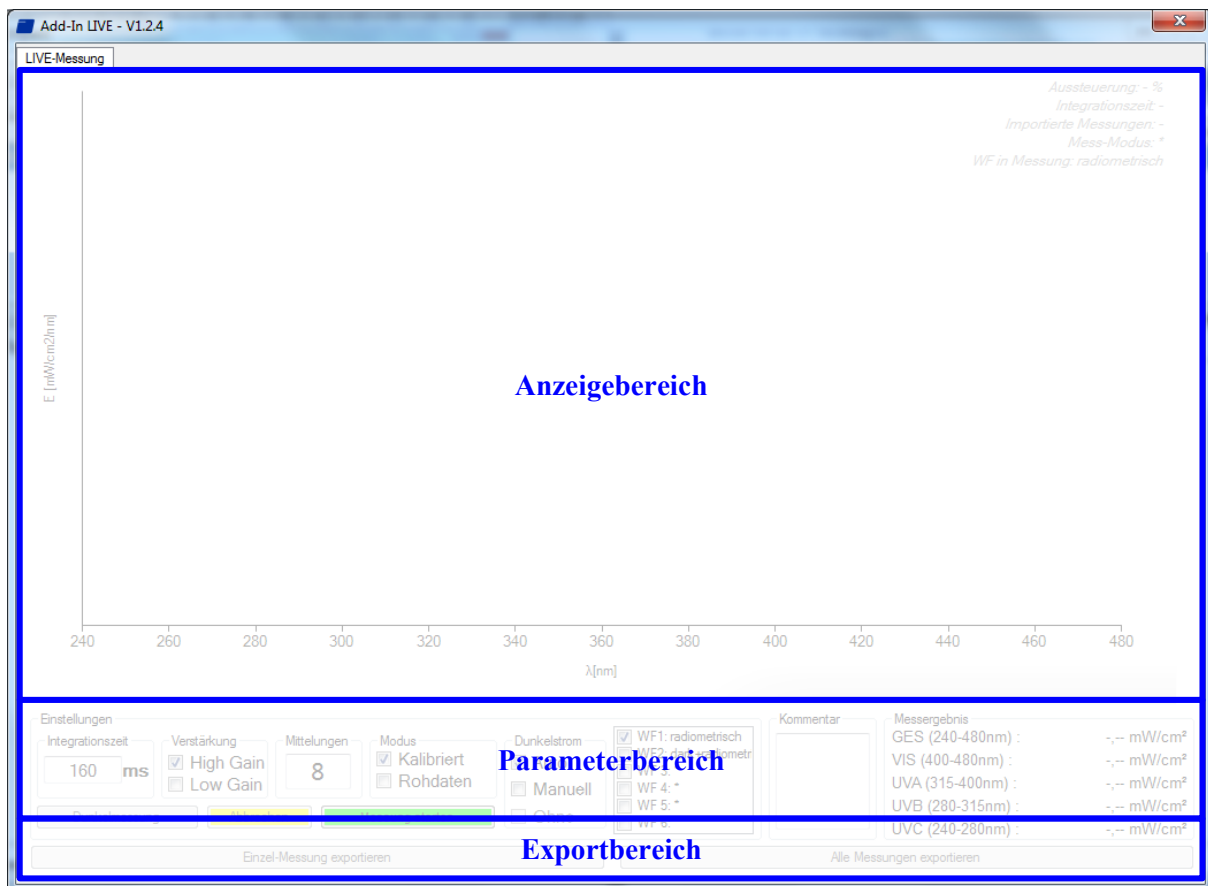 Add-In LIVE - V1.2.4
LIVE-Messung
Aussteuerung: - %
Integrationszeit: -
Importierte Messungen: -
Mess-Modus: *
WF in Messung: radiometrisch
E [mW/cm2/nm]
Anzeigebereich
240 260 280 300 320 340 360 380 400 420 440 460 480
λ[nm]
Einstellungen
Kommentar
Messergebnis
Integrationszeit
Verstärkung
Mittelungen
Modus
Dunkelstrom
WF1: radiometrisch
GES (240-480nm) : -,-- mW/cm²
160 ms
High Gain
8
Kalibriert
Parameterbereich
VIS (400-480nm) : -,-- mW/cm²
Low Gain
Rohdaten
Manuell
WF 4: *
UVA (315-400nm) : -,-- mW/cm²
WF 5: *
UVB (280-315nm) : -,-- mW/cm²
WF 6:
UVC (240-280nm) : -,-- mW/cm²
Einzel-Messung exportieren
Exportbereich
Alle Messungen exportieren